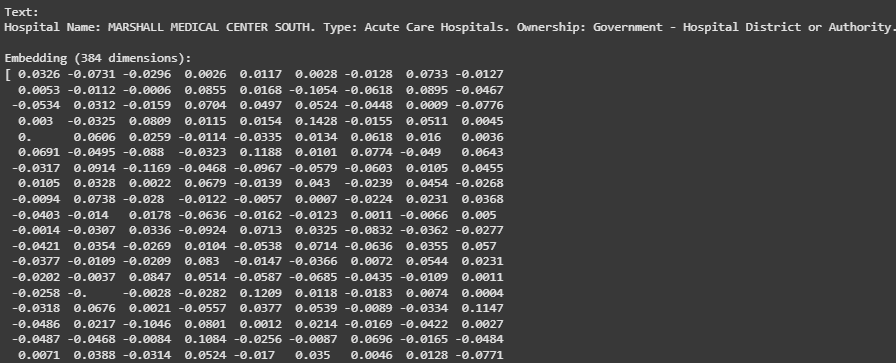 Text:
Hospital Name: MARSHALL MEDICAL CENTER SOUTH. Type: Acute Care Hospitals. Ownership: Government - Hospital District or Authority.
Embedding (384 dimensions):
[ 0.0326 -0.0731 -0.0296  0.0026  0.0117  0.0028 -0.0128  0.0733 -0.0127
  0.0053 -0.0112 -0.0006  0.0855  0.0168 -0.1054 -0.0618  0.0895 -0.0467
 -0.0534  0.0312 -0.0159  0.0704  0.0497  0.0524 -0.0448  0.0009 -0.0776
  0.003  -0.0325  0.0809  0.0115  0.0154  0.1428 -0.0155  0.0511  0.0045
  0.      0.0606  0.0259 -0.0114 -0.0335  0.0134  0.0618  0.016   0.0036
  0.0691 -0.0495 -0.088  -0.0323  0.1188  0.0101  0.0774 -0.049   0.0643
 -0.0317  0.0914 -0.1169 -0.0468 -0.0967 -0.0579 -0.0603  0.0105  0.0455
  0.0105  0.0328  0.0022  0.0679 -0.0139  0.043  -0.0239  0.0454 -0.0268
 -0.0094  0.0738 -0.028  -0.0122 -0.0057  0.0007 -0.0224  0.0231  0.0368
 -0.0403 -0.014   0.0178 -0.0636 -0.0162 -0.0123  0.0011 -0.0066  0.005
 -0.0014 -0.0307  0.0336 -0.0924  0.0713  0.0325 -0.0832 -0.0362 -0.0277
 -0.0421  0.0354 -0.0269  0.0104 -0.0538  0.0714 -0.0636  0.0355  0.057
 -0.0377 -0.0109 -0.0209  0.083  -0.0147 -0.0366  0.0072  0.0544  0.0231
 -0.0202 -0.0037  0.0847  0.0514 -0.0587 -0.0685 -0.0435 -0.0109  0.0011
 -0.0258 -0.     -0.0028 -0.0282  0.1209  0.0118 -0.0183  0.0074  0.0004
 -0.0318  0.0676  0.0021 -0.0557  0.0377  0.0539 -0.0089 -0.0334  0.1147
 -0.0486  0.0217 -0.1046  0.0801  0.0012  0.0214 -0.0169 -0.0422  0.0027
 -0.0487 -0.0468 -0.0084  0.1084 -0.0256 -0.0087  0.0696 -0.0165 -0.0484
  0.0071  0.0388 -0.0314  0.0524 -0.017   0.035   0.0046  0.0128 -0.0771